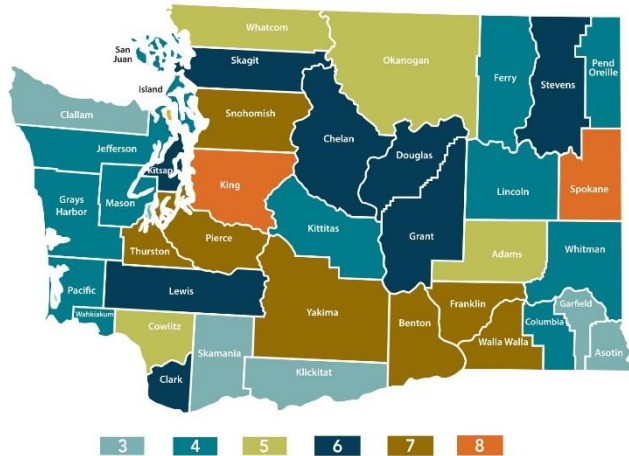 Whatcom
San
Juan
Skagit
Island
Okanogan
Ferry
Stevens
Pend
Oreille
Clallam
Snohomish
Chelan
Douglas
Jefferson
Kitsap
King
Lincoln
Spokane
Grays
Harbor
Mason
Kittitas
Grant
Pierce
Thurston
Adams
Whitman
Pacific
Lewis
Yakima
Franklin
Garfield
Wahkiakum
Benton
Columbia
Walla Walla
Asotin
Cowlitz
Skamania
Klickitat
Clark
3 4 5 6 7 8